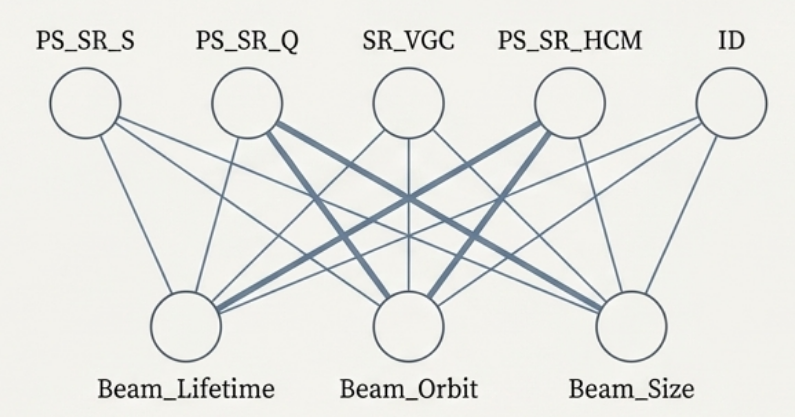 PS_SR_S PS_SR_Q SR_VGC PS_SR_HCM ID
Beam_Lifetime Beam_Orbit Beam_Size